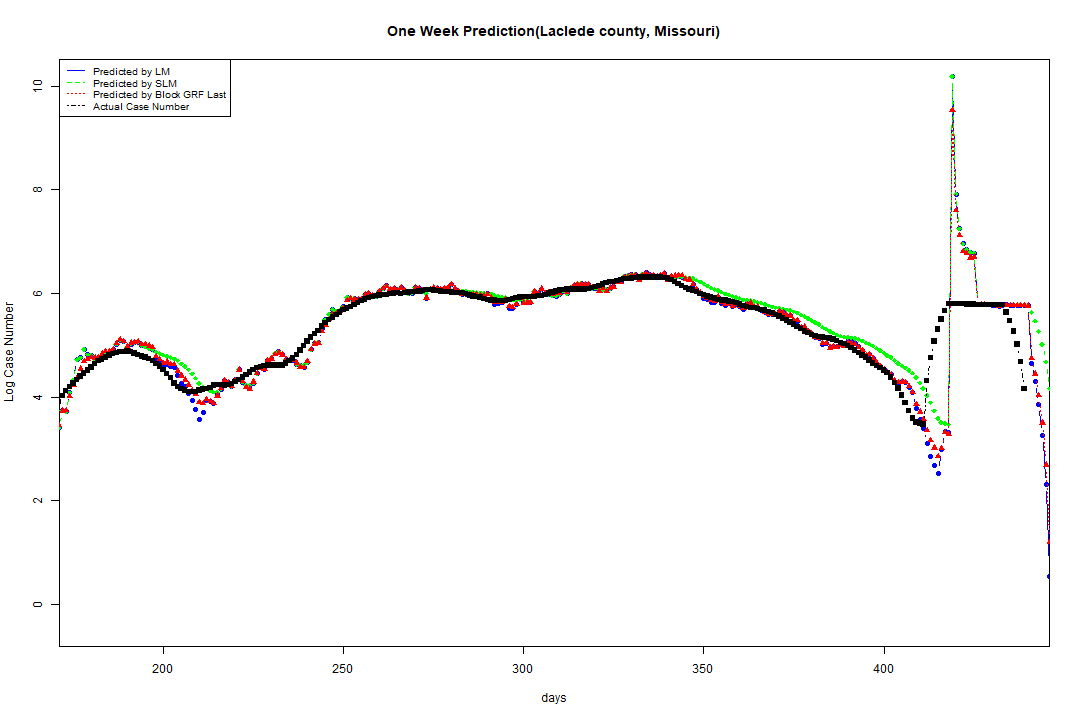 One Week Prediction(Laclede county, Missouri)
Predicted by LM
Predicted by SLM
Predicted by Block GRF Last
Actual Case Number
Log Case Number
10
8
6
4
2
0
200 250 300 350 400
days